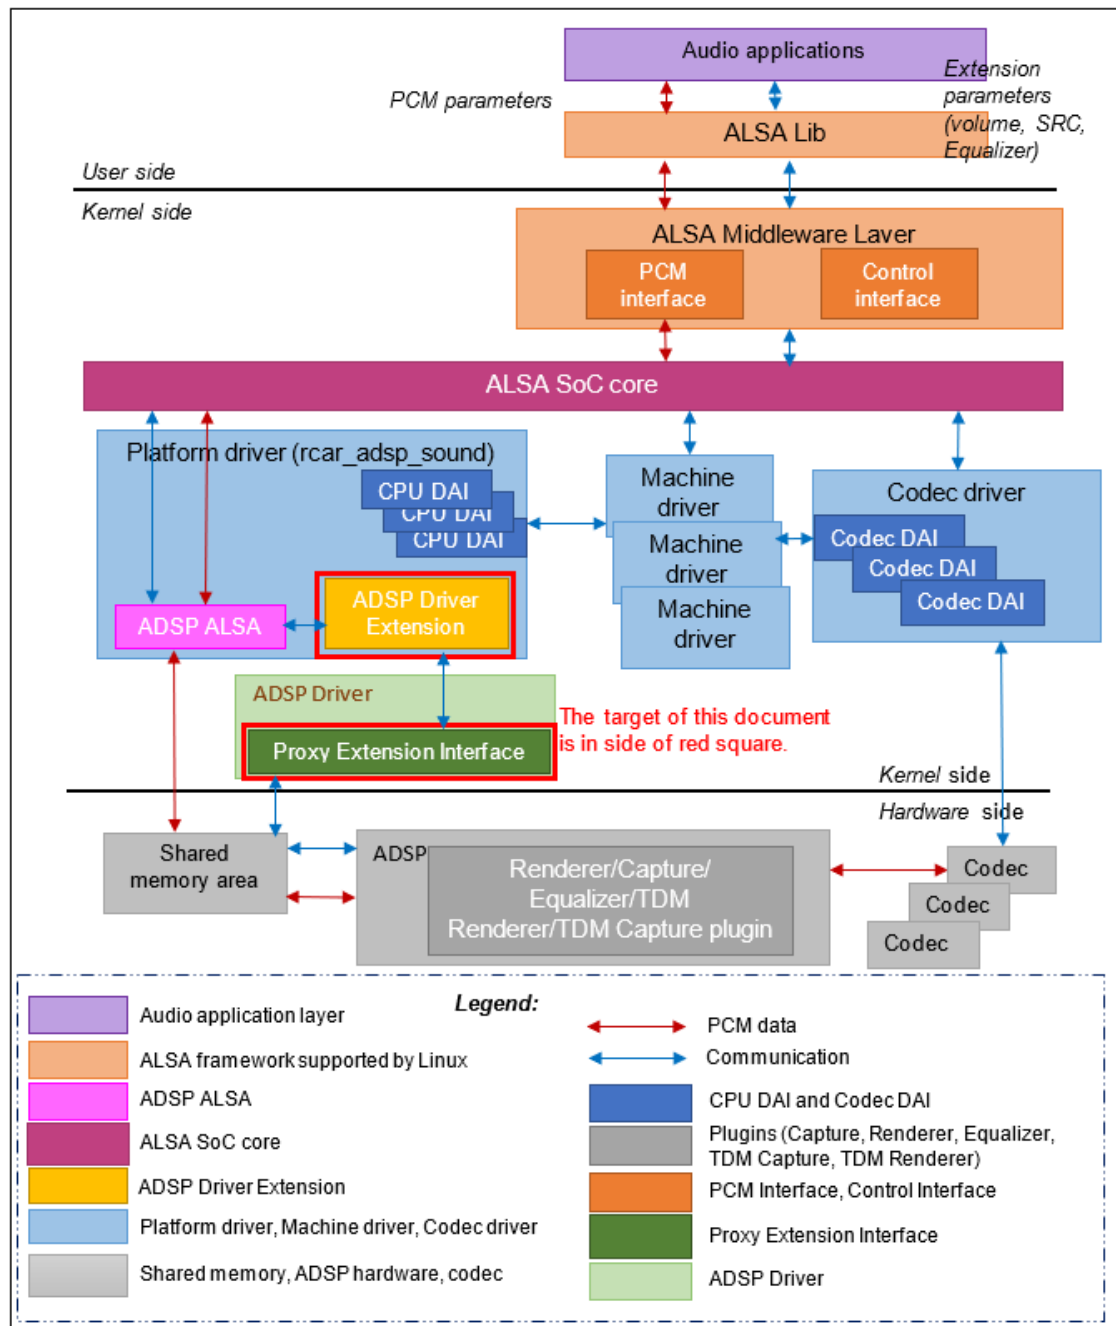 Audio applications
PCM parameters
Extension
parameters
(volume, SRC,
Equalizer)
ALSA Lib
User side
Kernel side
ALSA Middleware Laver
PCM
interface
Control
interface
ALSA SoC core
Platform driver (rcar_adsp_sound)
CPU DAI
CPU DAI
CPU DAI
Machine
driver
Machine
driver
Machine
driver
Codec driver
Codec DAI
Codec DAI
Codec DAI
ADSP ALSA
ADSP Driver
Extension
ADSP Driver
Proxy Extension Interface
The target of this document
is in side of red square.
Kernel side
Hardware side
Shared
memory area
ADSP
Renderer/Capture/
Equalizer/TDM
Renderer/TDM Capture plugin
Codec
Codec
Codec
Legend:
Audio application layer
ALSA framework supported by Linux
ADSP ALSA
ALSA SoC core
ADSP Driver Extension
Platform driver, Machine driver, Codec driver
Shared memory, ADSP hardware, codec
PCM data
Communication
CPU DAI and Codec DAI
Plugins (Capture, Renderer, Equalizer,
TDM Capture, TDM Renderer)
PCM Interface, Control Interface
Proxy Extension Interface
ADSP Driver